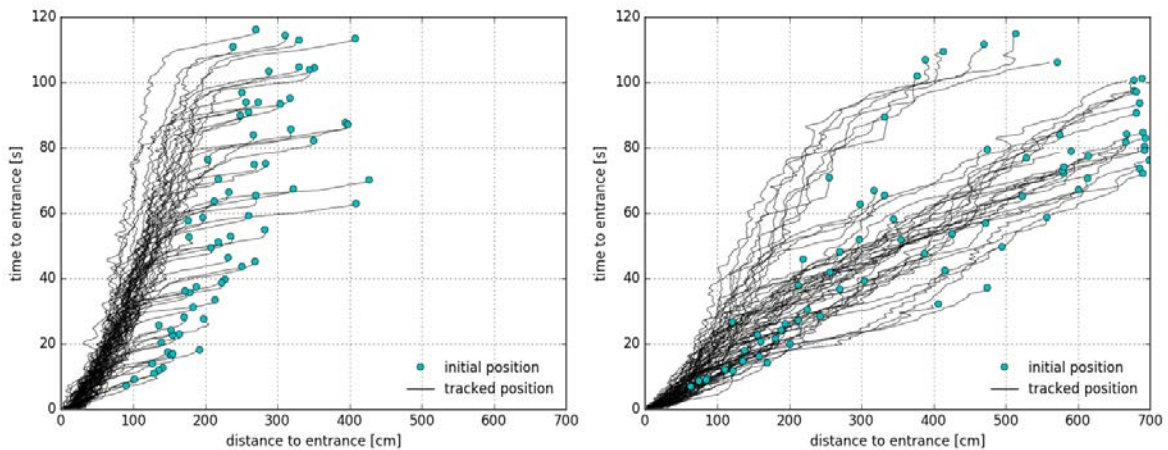 120
100
80
60
40
20
0
time to entrance [s]
0 100 200 300 400 500 600 700
distance to entrance [cm]
initial position
tracked position
120
100
80
60
40
20
0
time to entrance [s]
0 100 200 300 400 500 600 700
distance to entrance [cm]
initial position
tracked position